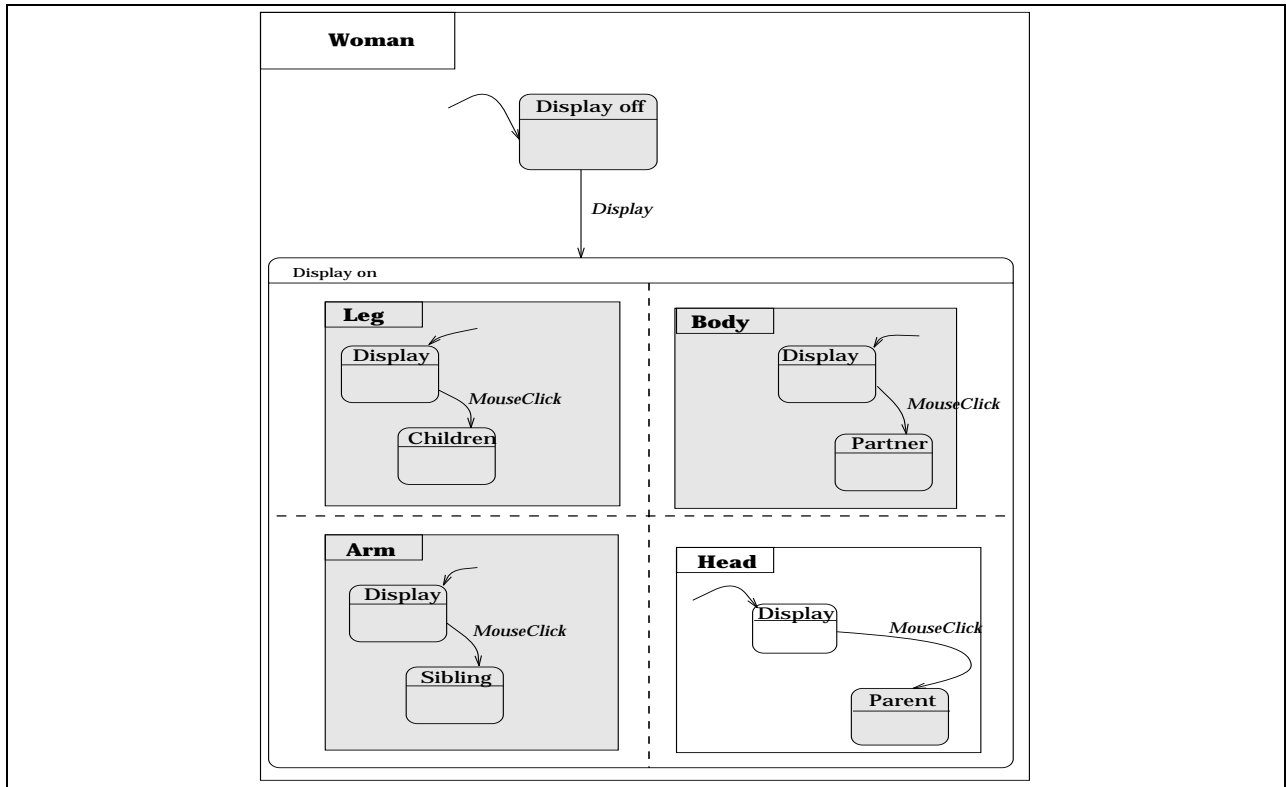 Woman
Display off
Display
Display on
Leg
Display
MouseClick
Children
Body
Display
MouseClick
Partner
Arm
Display
MouseClick
Sibling
Head
Display
MouseClick
Parent